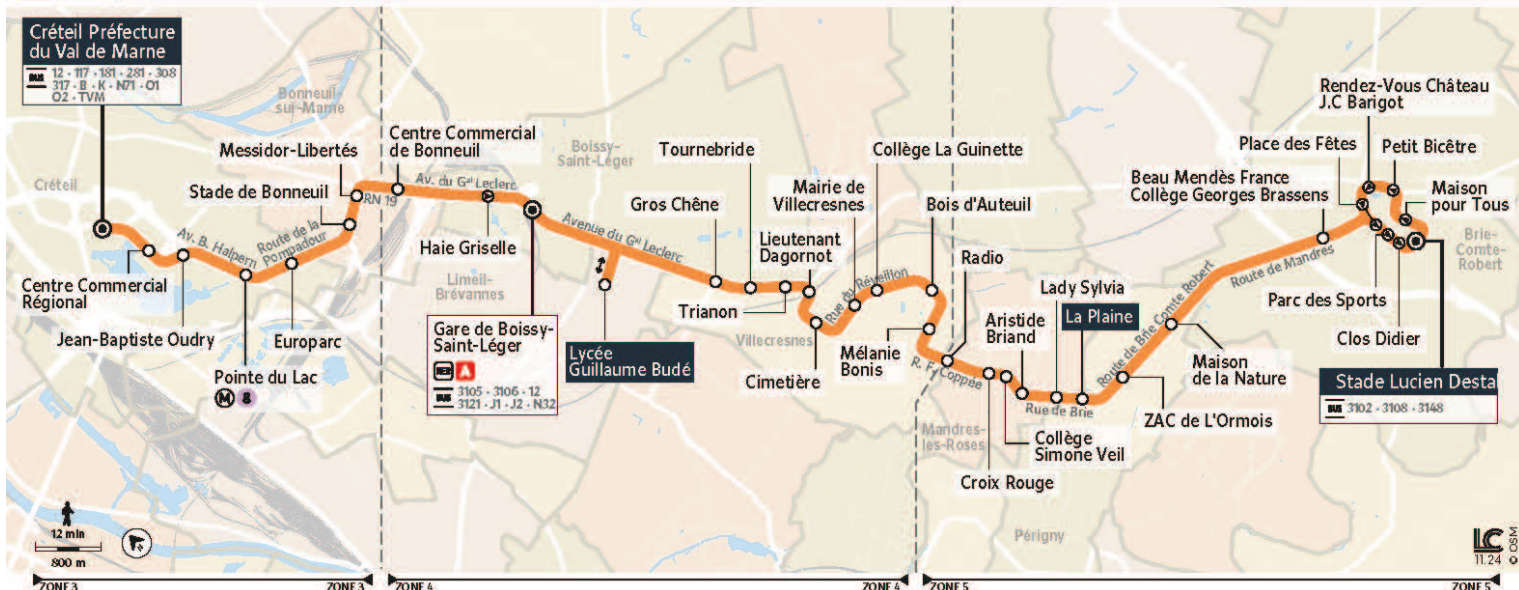 Créteil Préfecture
du Val de Marne
BUS 12 · 117 · 181 · 281 · 308
317 · B · K · N71 · O1
O2 · TVM
Créteil
Bonneuil-
sur-Marne
Centre Commercial
Régional
Av. B. Halpern
Jean-Baptiste Oudry
Pointe du Lac
M 8
Route de la
Pompadour
Europarc
Stade de Bonneuil
Messidor-Libertés
RN 19
Centre Commercial
de Bonneuil
Av. du Gal Leclerc
Haie Griselle
Boissy-
Saint-Léger
Limeil-
Brévannes
Gare de Boissy-
Saint-Léger
RER A
BUS 3105 · 3106 · 12
3121 · J1 · J2 · N32
Avenue du Gal Leclerc
Lycée
Guillaume Budé
Gros Chêne
Tournebride
Trianon
Lieutenant
Dagornot
Villecresnes
Cimetière
Mairie de
Villecresnes
Rue du Réveillon
Collège La Guinette
Bois d'Auteuil
Mélanie
Bonis
Radio
R. F. Coppée
Mandres-
les-Roses
Croix Rouge
Collège
Simone Veil
Aristide
Briand
Rue de Brie
Lady Sylvia
La Plaine
Périgny
ZAC de L'Ormois
Route de Brie Comte Robert
Maison
de la Nature
Route de Mandres
Beau Mendès France
Collège Georges Brassens
Place des Fêtes
Rendez-Vous Château
J.C Barigot
Petit Bicêtre
Maison
pour Tous
Brie-
Comte-
Robert
Parc des Sports
Clos Didier
Stade Lucien Desta
BUS 3102 · 3108 · 3148
12 min
800 m
LC
11.24
© OSM
ZONE 3
ZONE 3
ZONE 4
ZONE 4
ZONE 5
ZONE 5